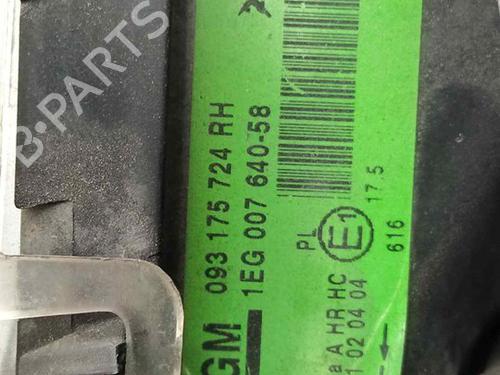 GM 093 175 724 RH
1EG 007 640-58
PL
E1
17.5
616
a A HR HC
1 02 04 04
B-PARTS